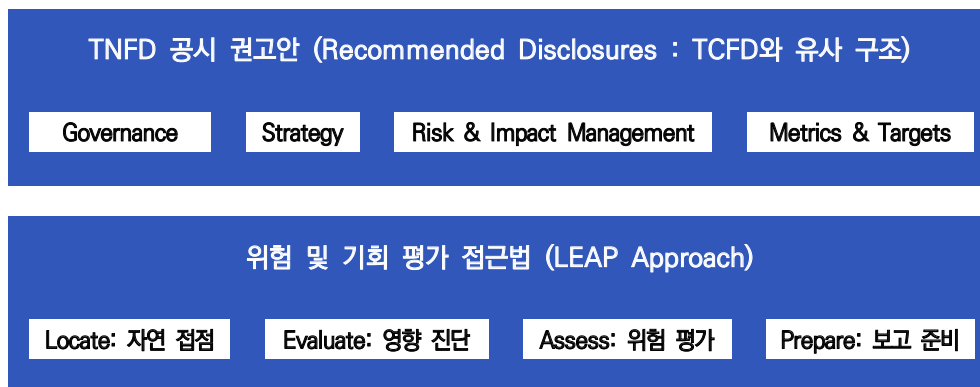 TNFD 공시 권고안 (Recommended Disclosures : TCFD와 유사 구조)
Governance Strategy Risk & Impact Management Metrics & Targets
위험 및 기회 평가 접근법 (LEAP Approach)
Locate: 자연 접점 Evaluate: 영향 진단 Assess: 위험 평가 Prepare: 보고 준비